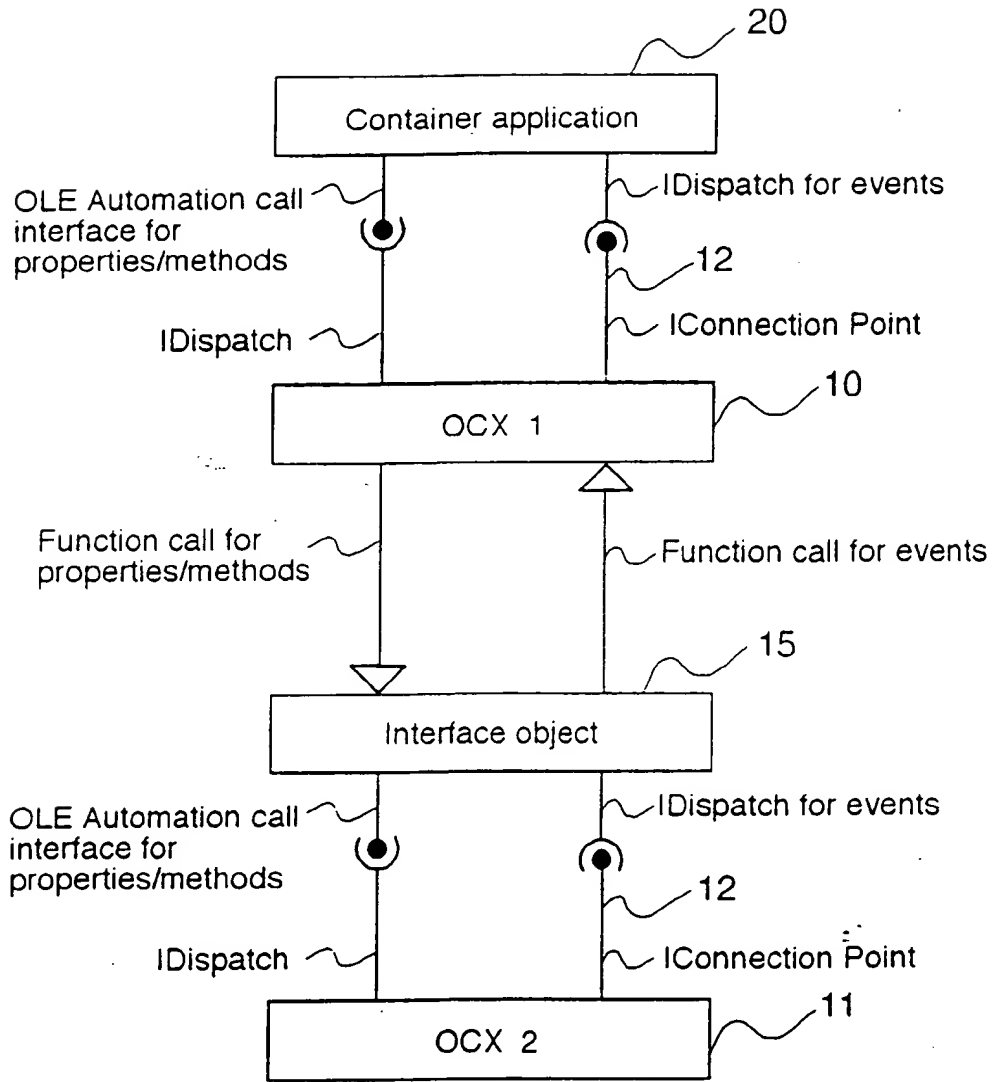 20
Container application
OLE Automation call
interface for
properties/methods
IDispatch for events
12
IDispatch
IConnection Point
10
OCX 1
Function call for
properties/methods
Function call for events
15
Interface object
OLE Automation call
interface for
properties/methods
IDispatch for events
12
IDispatch
IConnection Point
11
OCX 2